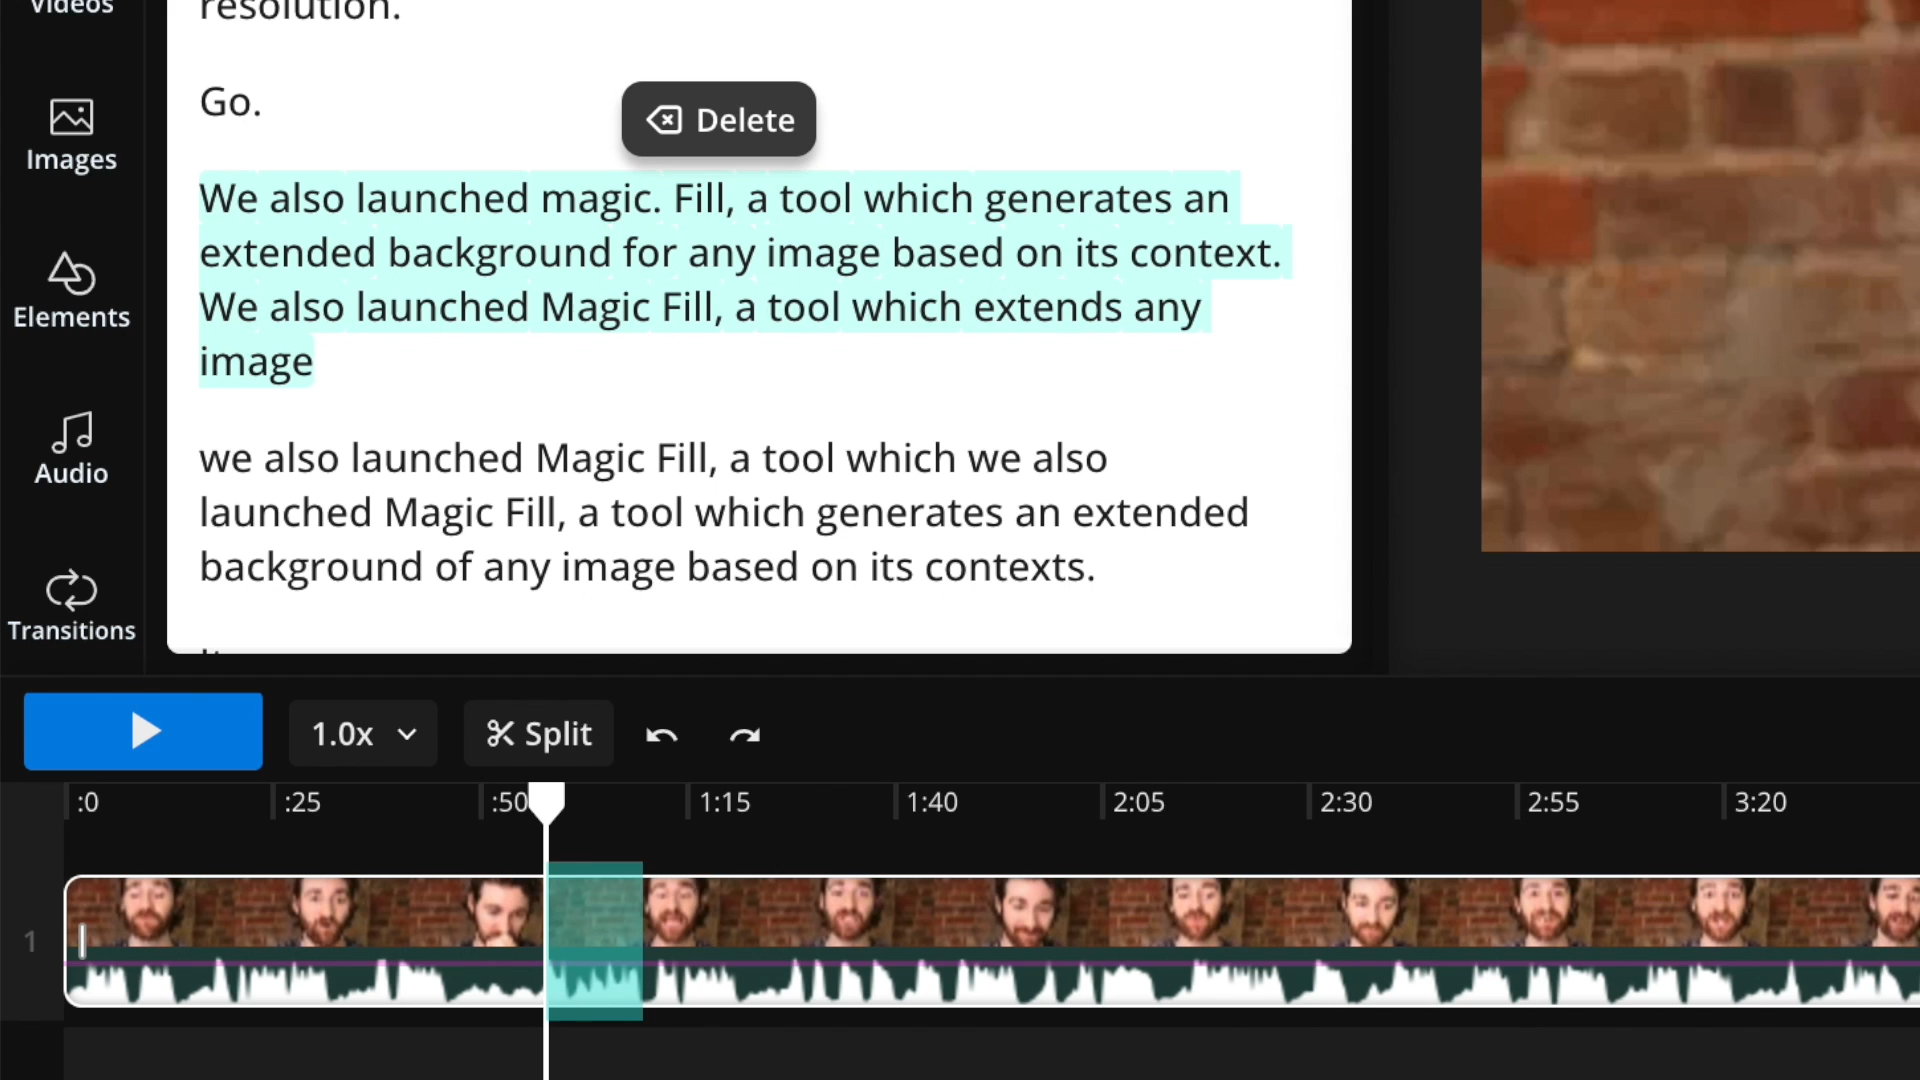 Videos
Images
Elements
Audio
Transitions
resolution.
Go.
Delete
We also launched magic. Fill, a tool which generates an
extended background for any image based on its context.
We also launched Magic Fill, a tool which extends any
image
we also launched Magic Fill, a tool which we also
launched Magic Fill, a tool which generates an extended
background of any image based on its contexts.
1.0x
Split
:0
:25
:50
1:15
1:40
2:05
2:30
2:55
3:20
1